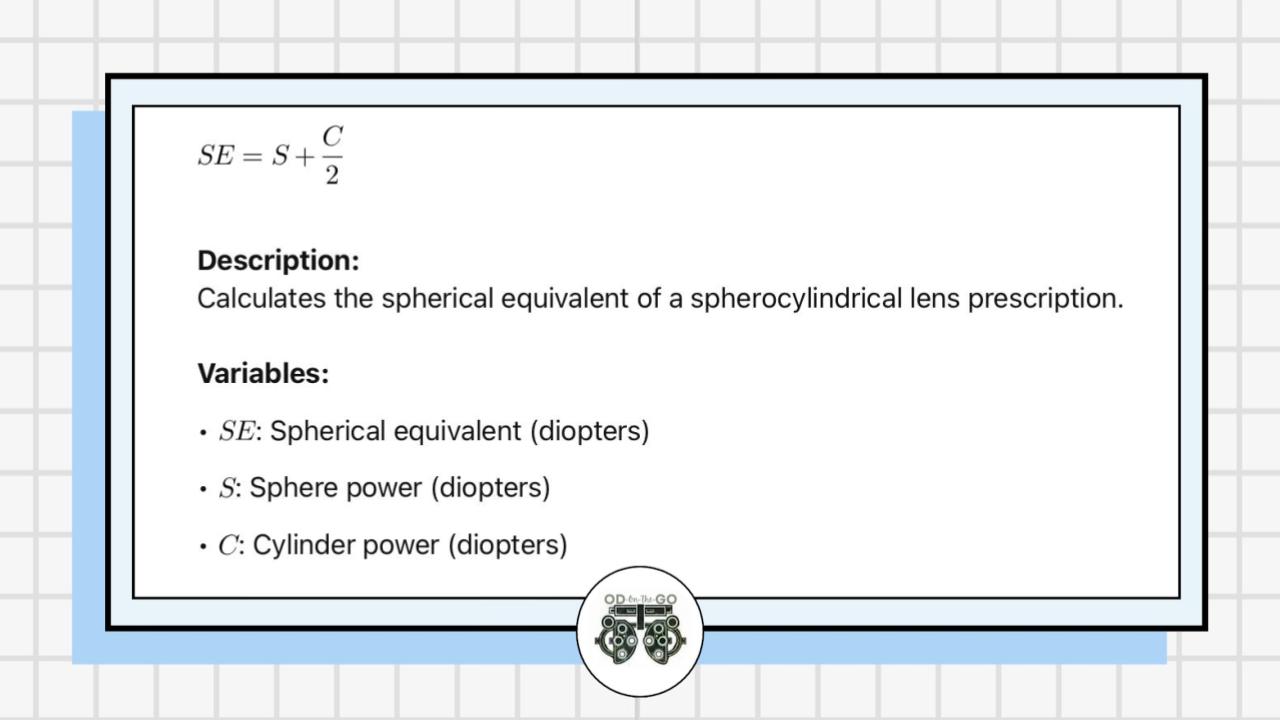 SE = S + C/2
Description:
Calculates the spherical equivalent of a spherocylindrical lens prescription.
Variables:
• SE: Spherical equivalent (diopters)
• S: Sphere power (diopters)
• C: Cylinder power (diopters)
OD-On-The-GO